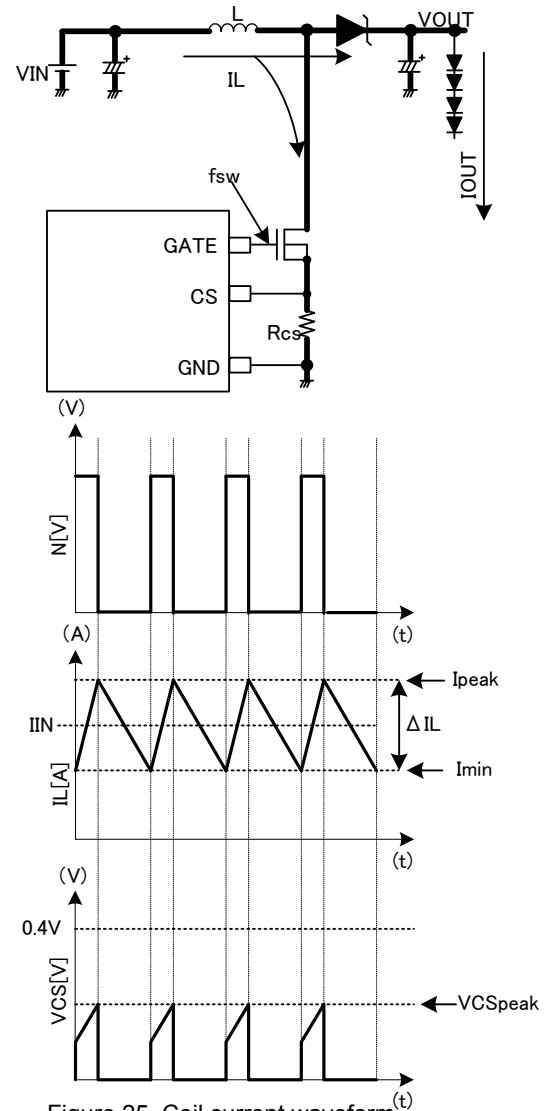 L
VOUT
VIN
+
+
IL
IOUT
fsw
GATE
CS
Rcs
GND
(V)
N[V]
(t)
(A)
Ipeak
IIN
ΔIL
IL[A]
Imin
(t)
(V)
0.4V
VCS[V]
VCSpeak
(t)
Figure 25. Coil current waveform